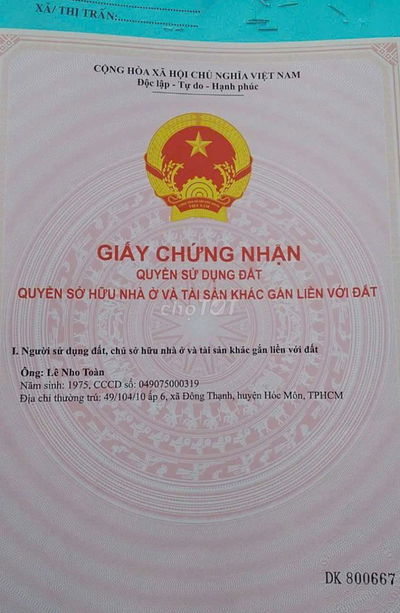 XÃ/ THỊ TRẤN:
CỘNG HÒA XÃ HỘI CHỦ NGHĨA VIỆT NAM
Độc lập - Tự do - Hạnh phúc
VIỆT NAM
GIẤY CHỨNG NHẬN
QUYỀN SỬ DỤNG ĐẤT
QUYỀN SỞ HỮU NHÀ Ở VÀ TÀI SẢN KHÁC GẮN LIỀN VỚI ĐẤT
chợTỐT
I. Người sử dụng đất, chủ sở hữu nhà ở và tài sản khác gắn liền với đất
Ông: Lê Nho Toàn
Năm sinh: 1975, CCCD số: 049075000319
Địa chỉ thường trú: 49/104/10 ấp 6, xã Đông Thạnh, huyện Hóc Môn, TPHCM
DK 800667